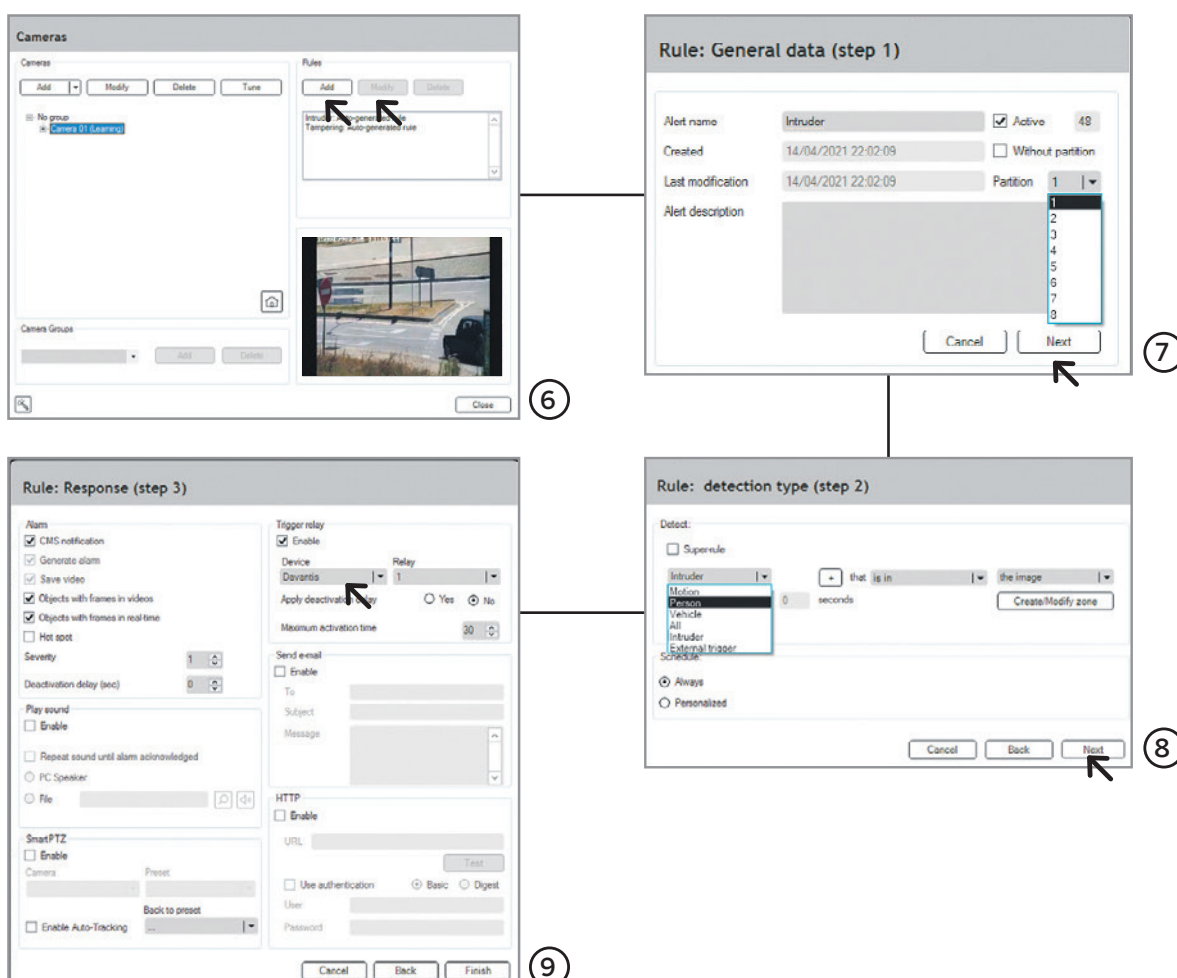 Cameras
Cameras
Add Modify Delete Tune
No group
Camera 01 (Learning)
Camera Groups
Add Delete
Rules
Add Modify Delete
Intruder: Auto-generated rule
Tampering: Auto-generated rule
Close
6
Rule: General data (step 1)
Alert name Intruder Active 48
Created 14/04/2021 22:02:09 Without partition
Last modification 14/04/2021 22:02:09 Partition 1
Alert description
1
2
3
4
5
6
7
8
Cancel Next
7
Rule: detection type (step 2)
Detect:
Superrule
Intruder + that is in the image
Motion
Person
Vehicle
All
Intruder
External trigger
0 seconds Create/Modify zone
Schedule:
Always
Personalized
Cancel Back Next
8
Rule: Response (step 3)
Alarm
CMS notification
Generate alarm
Save video
Objects with frames in videos
Objects with frames in real-time
Hot spot
Severity 1
Deactivation delay (sec) 0
Play sound
Enable
Repeat sound until alarm acknowledged
PC Speaker
File
SmartPTZ
Enable
Camera Preset
Back to preset
Enable Auto-Tracking ...
Trigger relay
Enable
Device Relay
Davantis 1
Apply deactivation delay Yes No
Maximum activation time 30
Send e-mail
Enable
To
Subject
Message
HTTP
Enable
URL
Test
Use authentication Basic Digest
User
Password
Cancel Back Finish
9